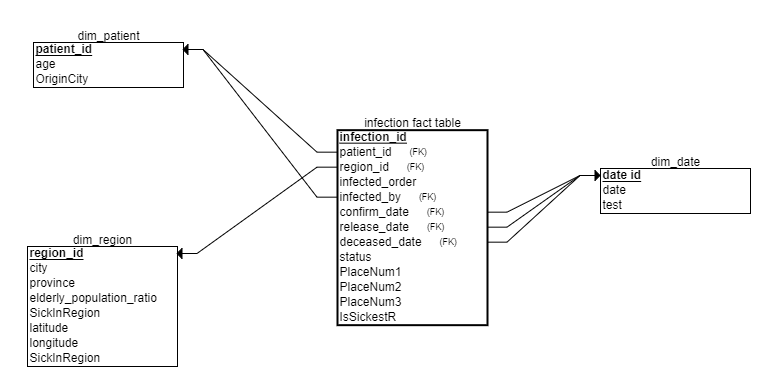 dim_patient
patient_id
age
OriginCity
infection fact table
infection_id
patient_id (FK)
region_id (FK)
infected_order
infected_by (FK)
confirm_date (FK)
release_date (FK)
deceased_date (FK)
status
PlaceNum1
PlaceNum2
PlaceNum3
IsSickestR
dim_date
date id
date
test
dim_region
region_id
city
province
elderly_population_ratio
SickInRegion
latitude
longitude
SickInRegion